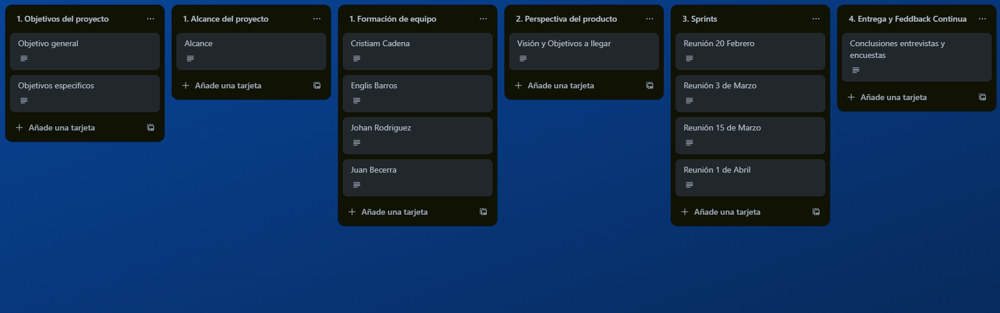 1. Objetivos del proyecto
Objetivo general
Objetivos especificos
Añade una tarjeta
1. Alcance del proyecto
Alcance
Añade una tarjeta
1. Formación de equipo
Cristiam Cadena
Englis Barros
Johan Rodriguez
Juan Becerra
Añade una tarjeta
2. Perspectiva del producto
Visión y Objetivos a llegar
Añade una tarjeta
3. Sprints
Reunión 20 Febrero
Reunión 3 de Marzo
Reunión 15 de Marzo
Reunión 1 de Abril
Añade una tarjeta
4. Entrega y Feddback Continua
Conclusiones entrevistas y
encuestas
Añade una tarjeta